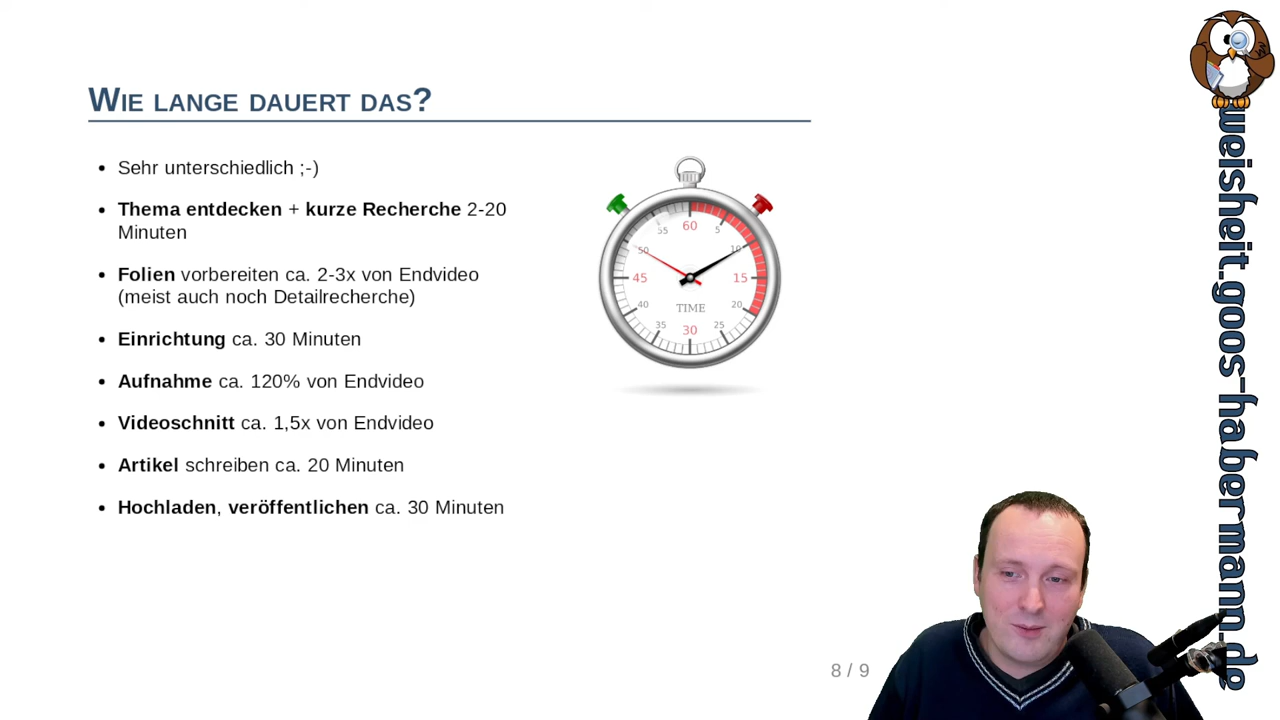 Wie lange dauert das?
Sehr unterschiedlich ;-)
Thema entdecken + kurze Recherche 2-20
Minuten
Folien vorbereiten ca. 2-3x von Endvideo
(meist auch noch Detailrecherche)
Einrichtung ca. 30 Minuten
Aufnahme ca. 120% von Endvideo
Videoschnitt ca. 1,5x von Endvideo
Artikel schreiben ca. 20 Minuten
Hochladen, veröffentlichen ca. 30 Minuten
60
5
10
15
20
25
30
35
40
45
50
55
TIME
8 / 9
weisheit.goos-habermann.de